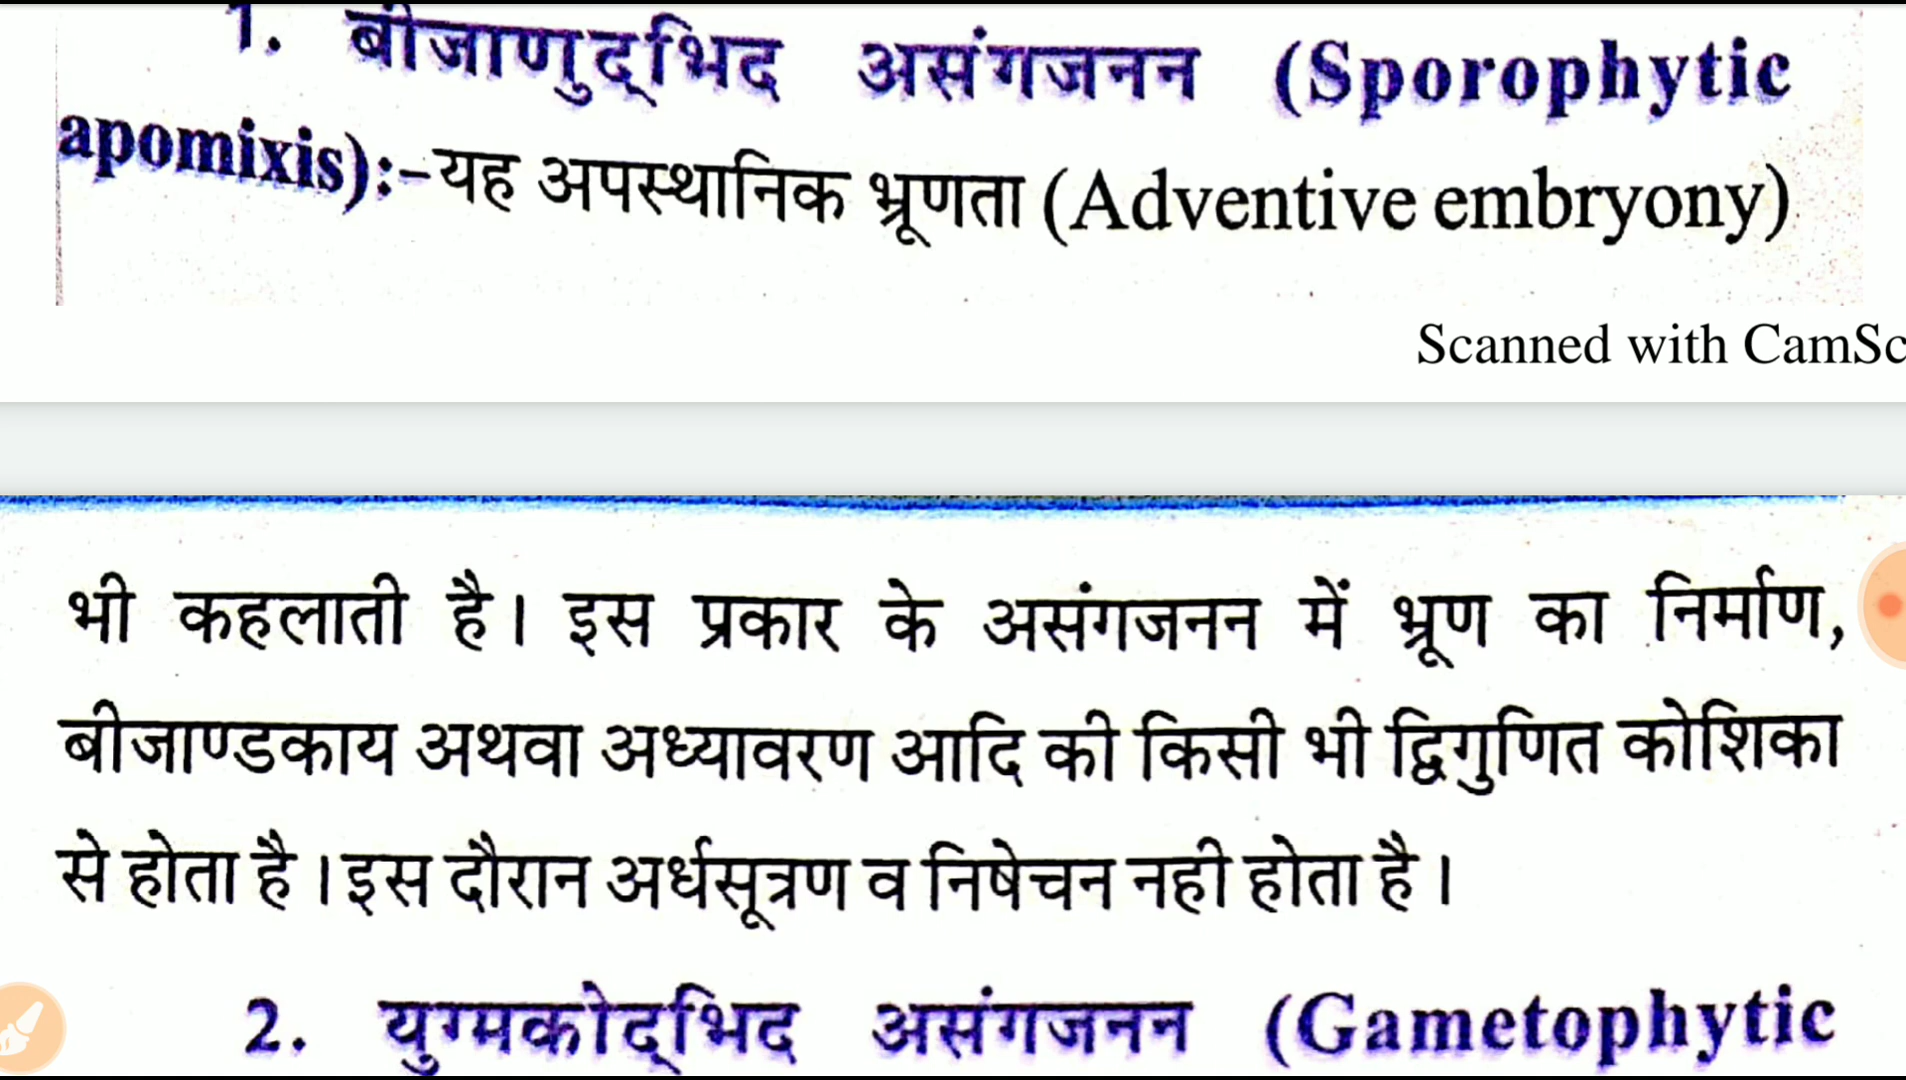 1. बीजाणुद्भिद असंगजनन (Sporophytic
apomixis):-यह अपस्थानिक भ्रूणता (Adventive embryony)
Scanned with CamSc
भी कहलाती है। इस प्रकार के असंगजनन में भ्रूण का निर्माण,
बीजाण्डकाय अथवा अध्यावरण आदि की किसी भी द्विगुणित कोशिका
से होता है। इस दौरान अर्धसूत्रण व निषेचन नही होता है।
2. युग्मकोद्भिद असंगजनन (Gametophytic